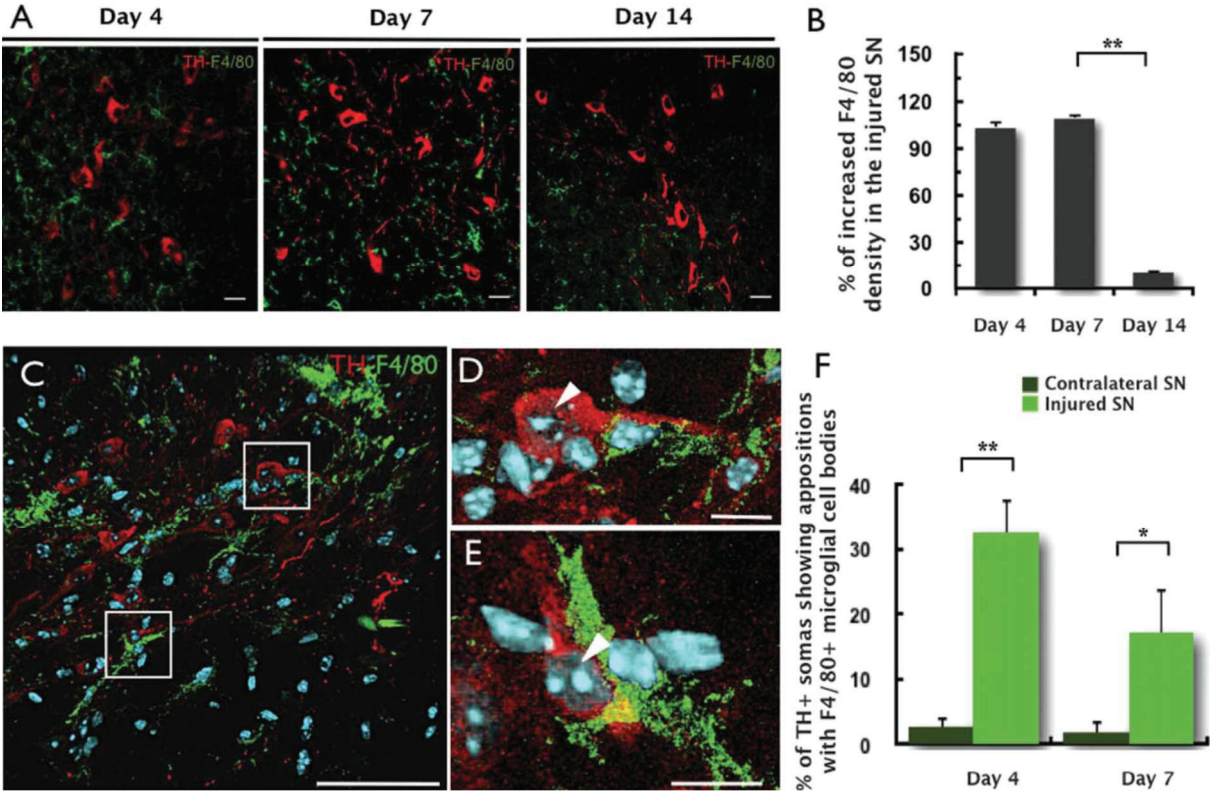 A
Day 4
Day 7
Day 14
TH-F4/80
TH-F4/80
TH-F4/80
B
% of increased F4/80
density in the injured SN
150
120
90
60
30
0
**
Day 4
Day 7
Day 14
C
TH-F4/80
D
E
F
Contralateral SN
Injured SN
% of TH+ somas showing appositions
with F4/80+ microglial cell bodies
40
30
20
10
0
**
*
Day 4
Day 7